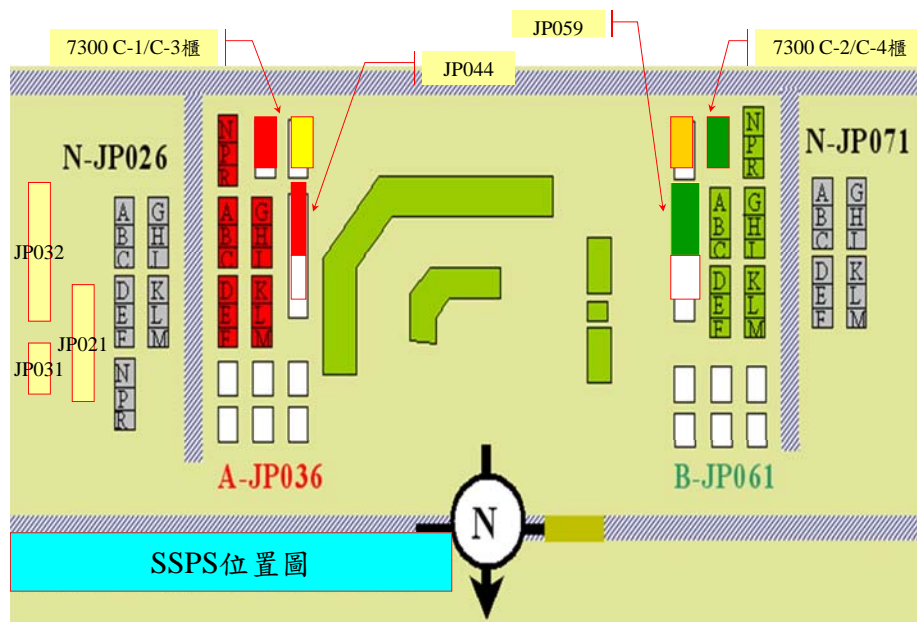 JP059
7300 C-1/C-3櫃
7300 C-2/C-4櫃
JP044
N-JP026
N-JP071
N
P
R
N
P
R
A
B
C
G
H
I
A
B
C
G
H
I
A
B
C
G
H
I
A
B
C
G
H
I
JP032
D
E
F
K
L
M
D
E
F
K
L
M
D
E
F
K
L
M
D
E
F
K
L
M
JP021
JP031
N
P
R
A-JP036
B-JP061
N
SSPS位置圖